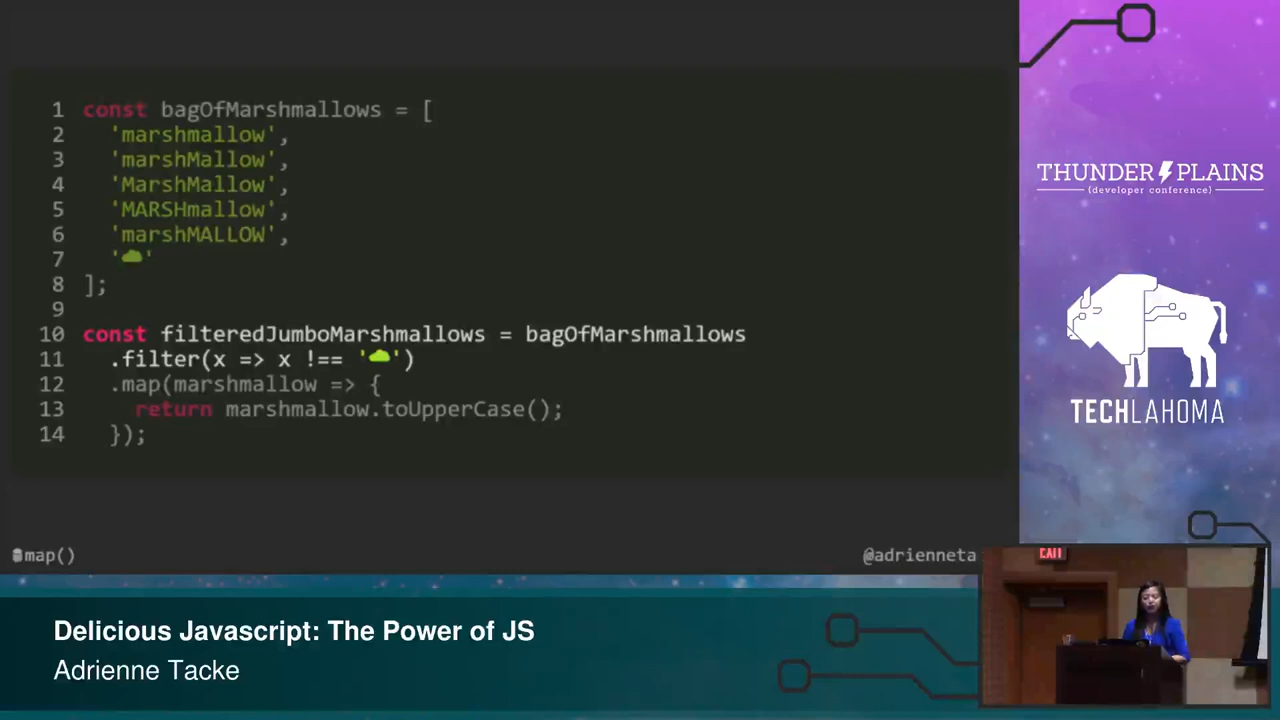 1 const bagOfMarshmallows = [
2 'marshmallow',
3 'marshMallow',
4 'MarshMallow',
5 'MARSHmallow',
6 'marshMALLOW',
7 '☁'
8 ];
9
10 const filteredJumboMarshmallows = bagOfMarshmallows
11 .filter(x => x !== '☁')
12 .map(marshmallow => {
13 return marshmallow.toUpperCase();
14 });
map()
@adrienneta
THUNDER PLAINS
{developer conference}
TECHLAHOMA
EXIT
Delicious Javascript: The Power of JS
Adrienne Tacke